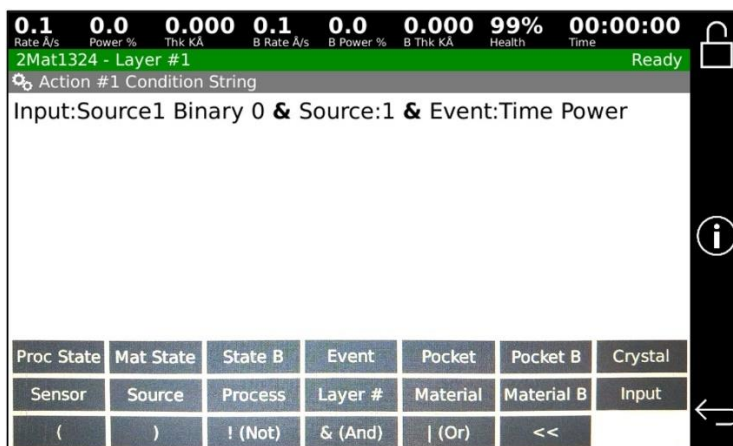 0.1 0.0 0.000 0.1 0.0 0.000 99% 00:00:00
Rate Å/s Power % Thk KÅ B Rate Å/s B Power % B Thk KÅ Health Time
2Mat1324 - Layer #1 Ready
Action #1 Condition String
Input:Source1 Binary 0 & Source:1 & Event:Time Power
Proc State Mat State State B Event Pocket Pocket B Crystal
Sensor Source Process Layer # Material Material B Input
( ) ! (Not) & (And) | (Or) <<